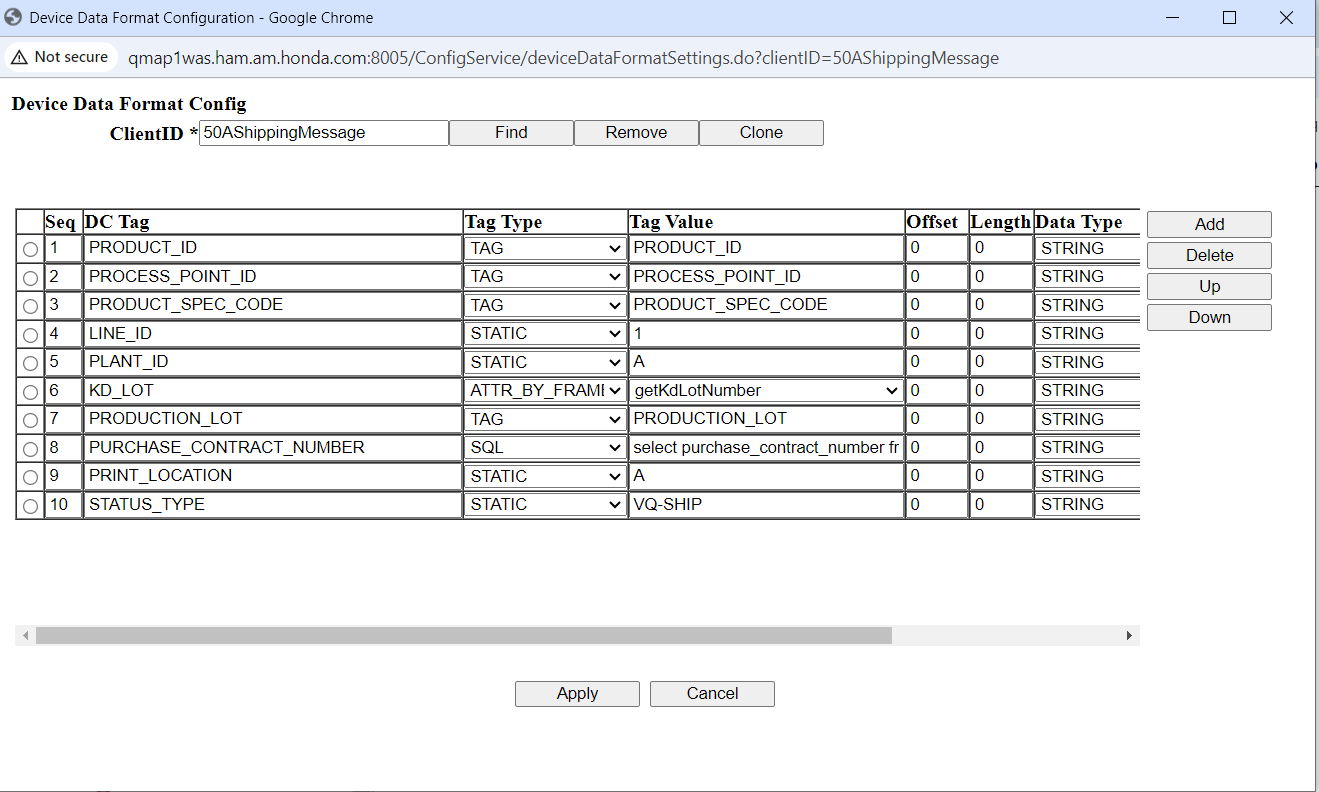 Device Data Format Configuration - Google Chrome
Not secure qmap1was.ham.am.honda.com:8005/ConfigService/deviceDataFormatSettings.do?clientID=50AShippingMessage
Device Data Format Config
ClientID * 50AShippingMessage Find Remove Clone
Seq DC Tag Tag Type Tag Value Offset Length Data Type Add
1 PRODUCT_ID TAG PRODUCT_ID 0 0 STRING Delete
2 PROCESS_POINT_ID TAG PROCESS_POINT_ID 0 0 STRING Up
3 PRODUCT_SPEC_CODE TAG PRODUCT_SPEC_CODE 0 0 STRING Down
4 LINE_ID STATIC 1 0 0 STRING
5 PLANT_ID STATIC A 0 0 STRING
6 KD_LOT ATTR_BY_FRAME getKdLotNumber 0 0 STRING
7 PRODUCTION_LOT TAG PRODUCTION_LOT 0 0 STRING
8 PURCHASE_CONTRACT_NUMBER SQL select purchase_contract_number fr 0 0 STRING
9 PRINT_LOCATION STATIC A 0 0 STRING
10 STATUS_TYPE STATIC VQ-SHIP 0 0 STRING
Apply Cancel